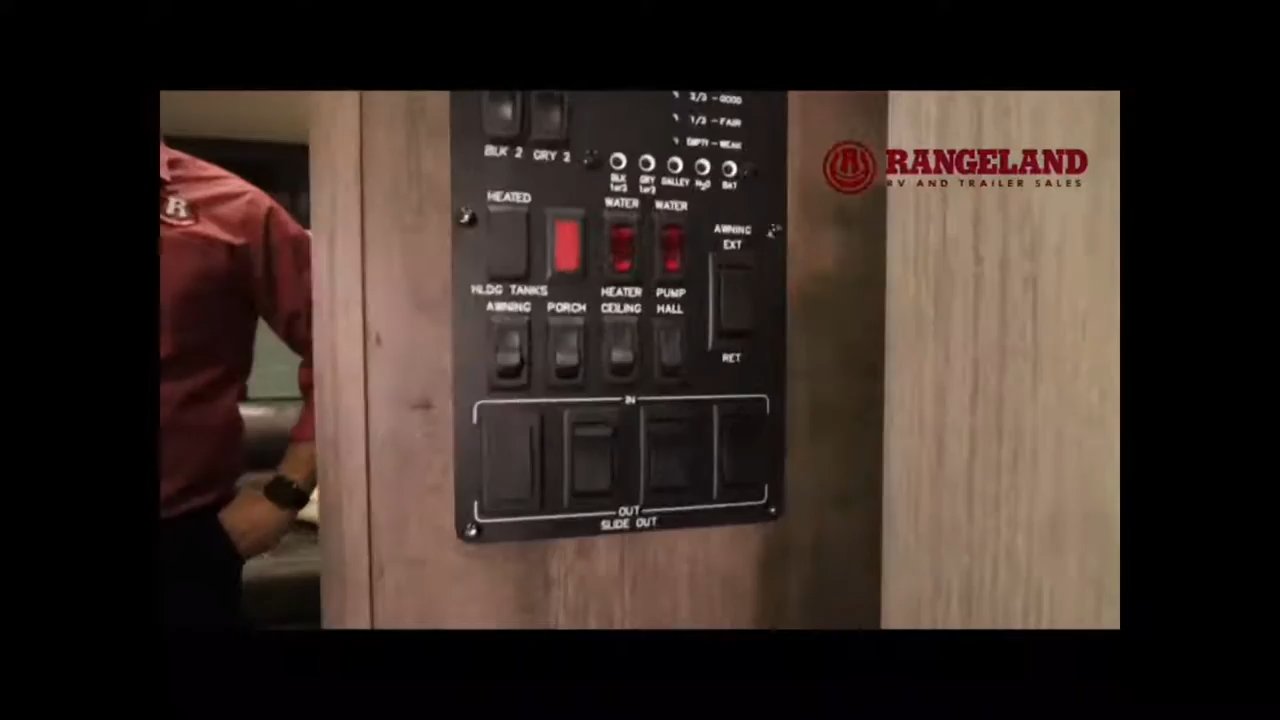 2/3 - GOOD
1/3 - FAIR
EMPTY - WEAK
BLK 2 GRY 2
BLK 1or3 GRY 1or3 GALLEY H2O BAT
HEATED WATER WATER
AWNING
EXT
HLDG TANKS HEATER PUMP
AWNING PORCH CEILING HALL
RET
IN
OUT
SLIDE OUT
R
RANGELAND
RV AND TRAILER SALES